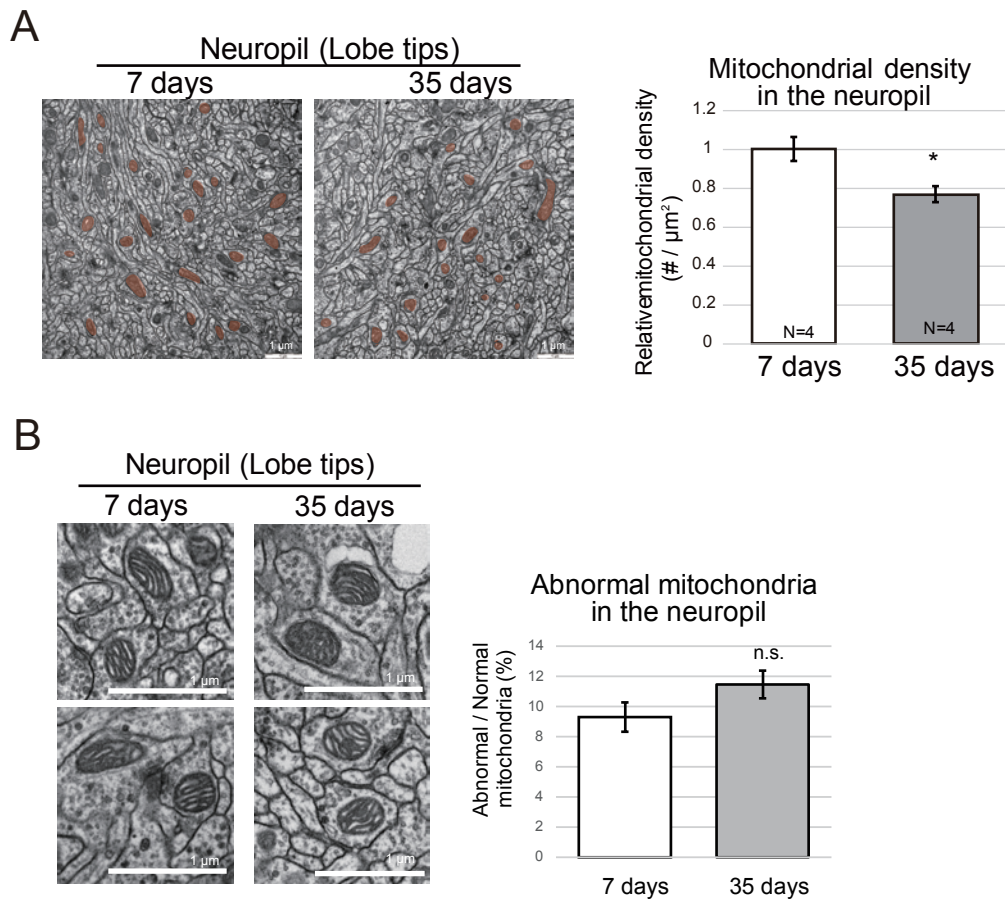 A
Neuropil (Lobe tips)
7 days
35 days
1 µm
1 µm
Mitochondrial density
in the neuropil
Relativemitochondrial density
(# / µm²)
1.2
1
0.8
0.6
0.4
0.2
0
*
N=4
N=4
7 days
35 days
B
Neuropil (Lobe tips)
7 days
35 days
1 µm
1 µm
1 µm
1 µm
Abnormal mitochondria
in the neuropil
Abnormal / Normal
mitochondria (%)
14
12
10
8
6
4
2
0
n.s.
7 days
35 days